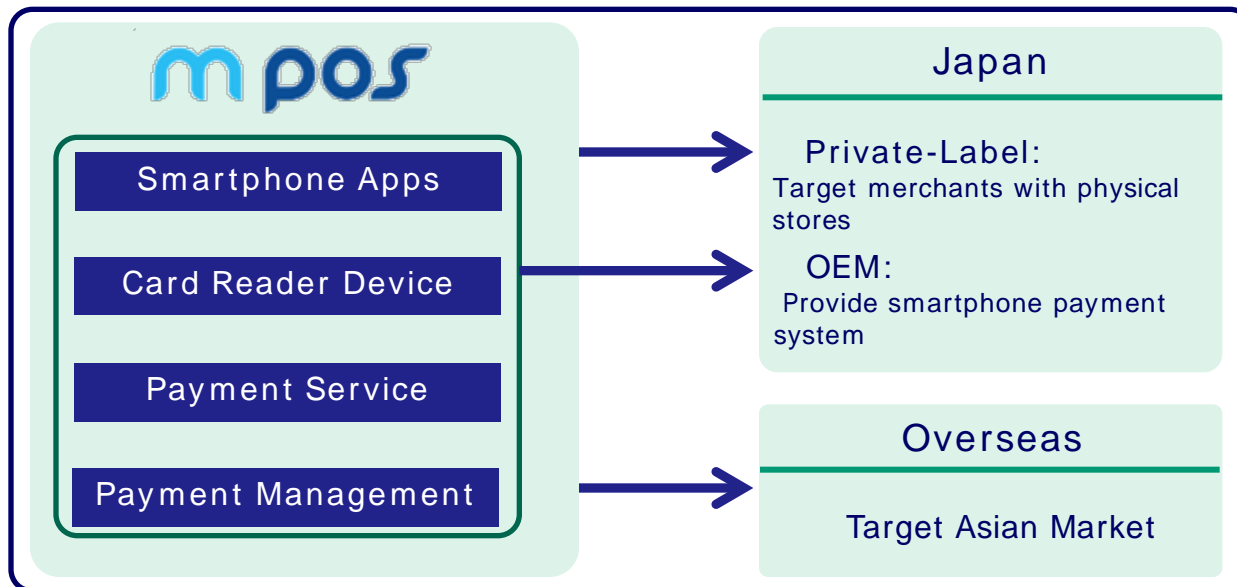 m pos
Smartphone Apps
Card Reader Device
Payment Service
Payment Management
Japan
Private-Label:
Target merchants with physical
stores
OEM:
Provide smartphone payment
system
Overseas
Target Asian Market